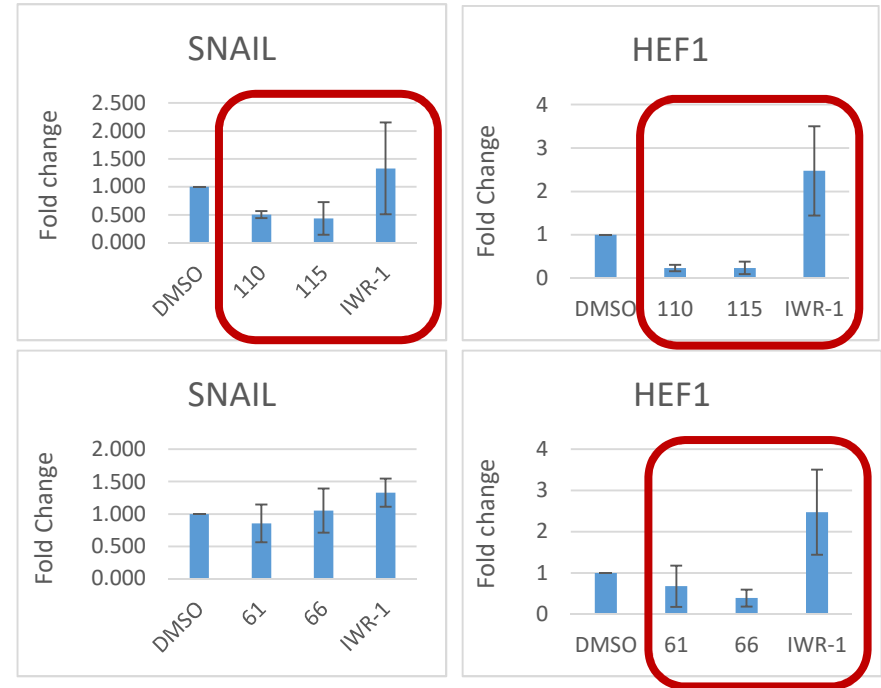 SNAIL
Fold change
2.500
2.000
1.500
1.000
0.500
0.000
DMSO 110 115 IWR-1
HEF1
Fold Change
4
3
2
1
0
DMSO 110 115 IWR-1
SNAIL
Fold Change
2.000
1.500
1.000
0.500
0.000
DMSO 61 66 IWR-1
HEF1
Fold change
4
3
2
1
0
DMSO 61 66 IWR-1